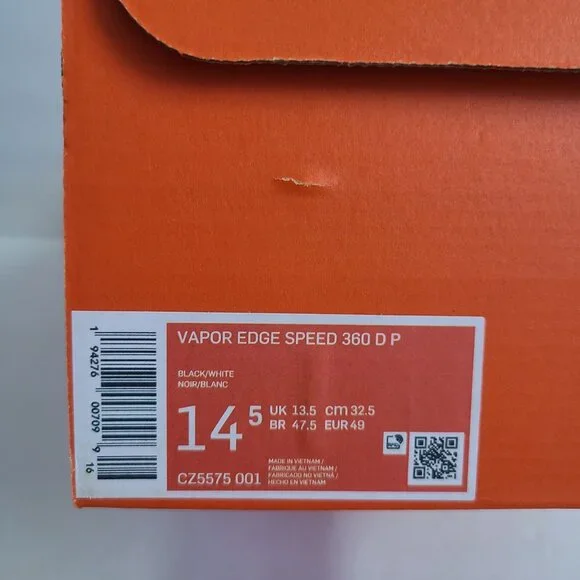 VAPOR EDGE SPEED 360 D P
BLACK/WHITE
NOIR/BLANC
14 5
UK 13.5 cm 32.5
BR 47.5 EUR 49
CZ5575 001
MADE IN VIETNAM /
FABRIQUE AU VIETNAM /
FABRICADO NO VIETNÃ /
HECHO EN VIETNAM
1 94276 00709 9 16